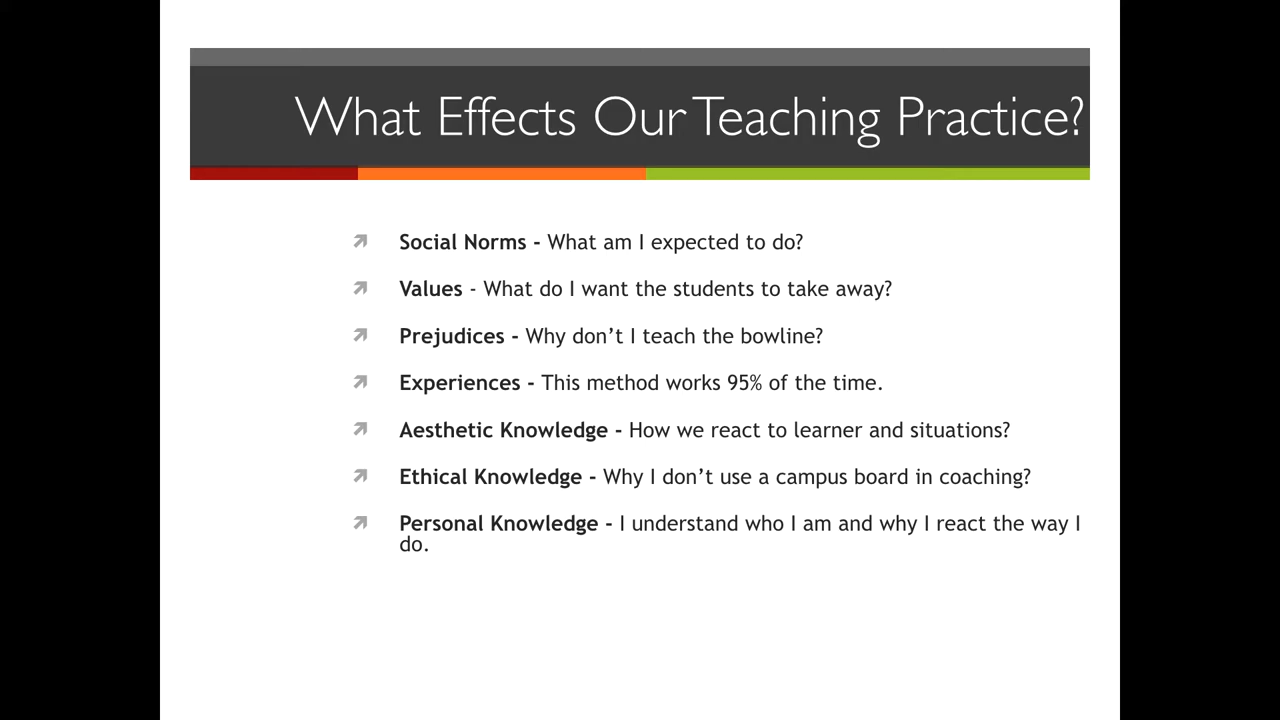 What Effects Our Teaching Practice?
Social Norms - What am I expected to do?
Values - What do I want the students to take away?
Prejudices - Why don’t I teach the bowline?
Experiences - This method works 95% of the time.
Aesthetic Knowledge - How we react to learner and situations?
Ethical Knowledge - Why I don’t use a campus board in coaching?
Personal Knowledge - I understand who I am and why I react the way I
do.